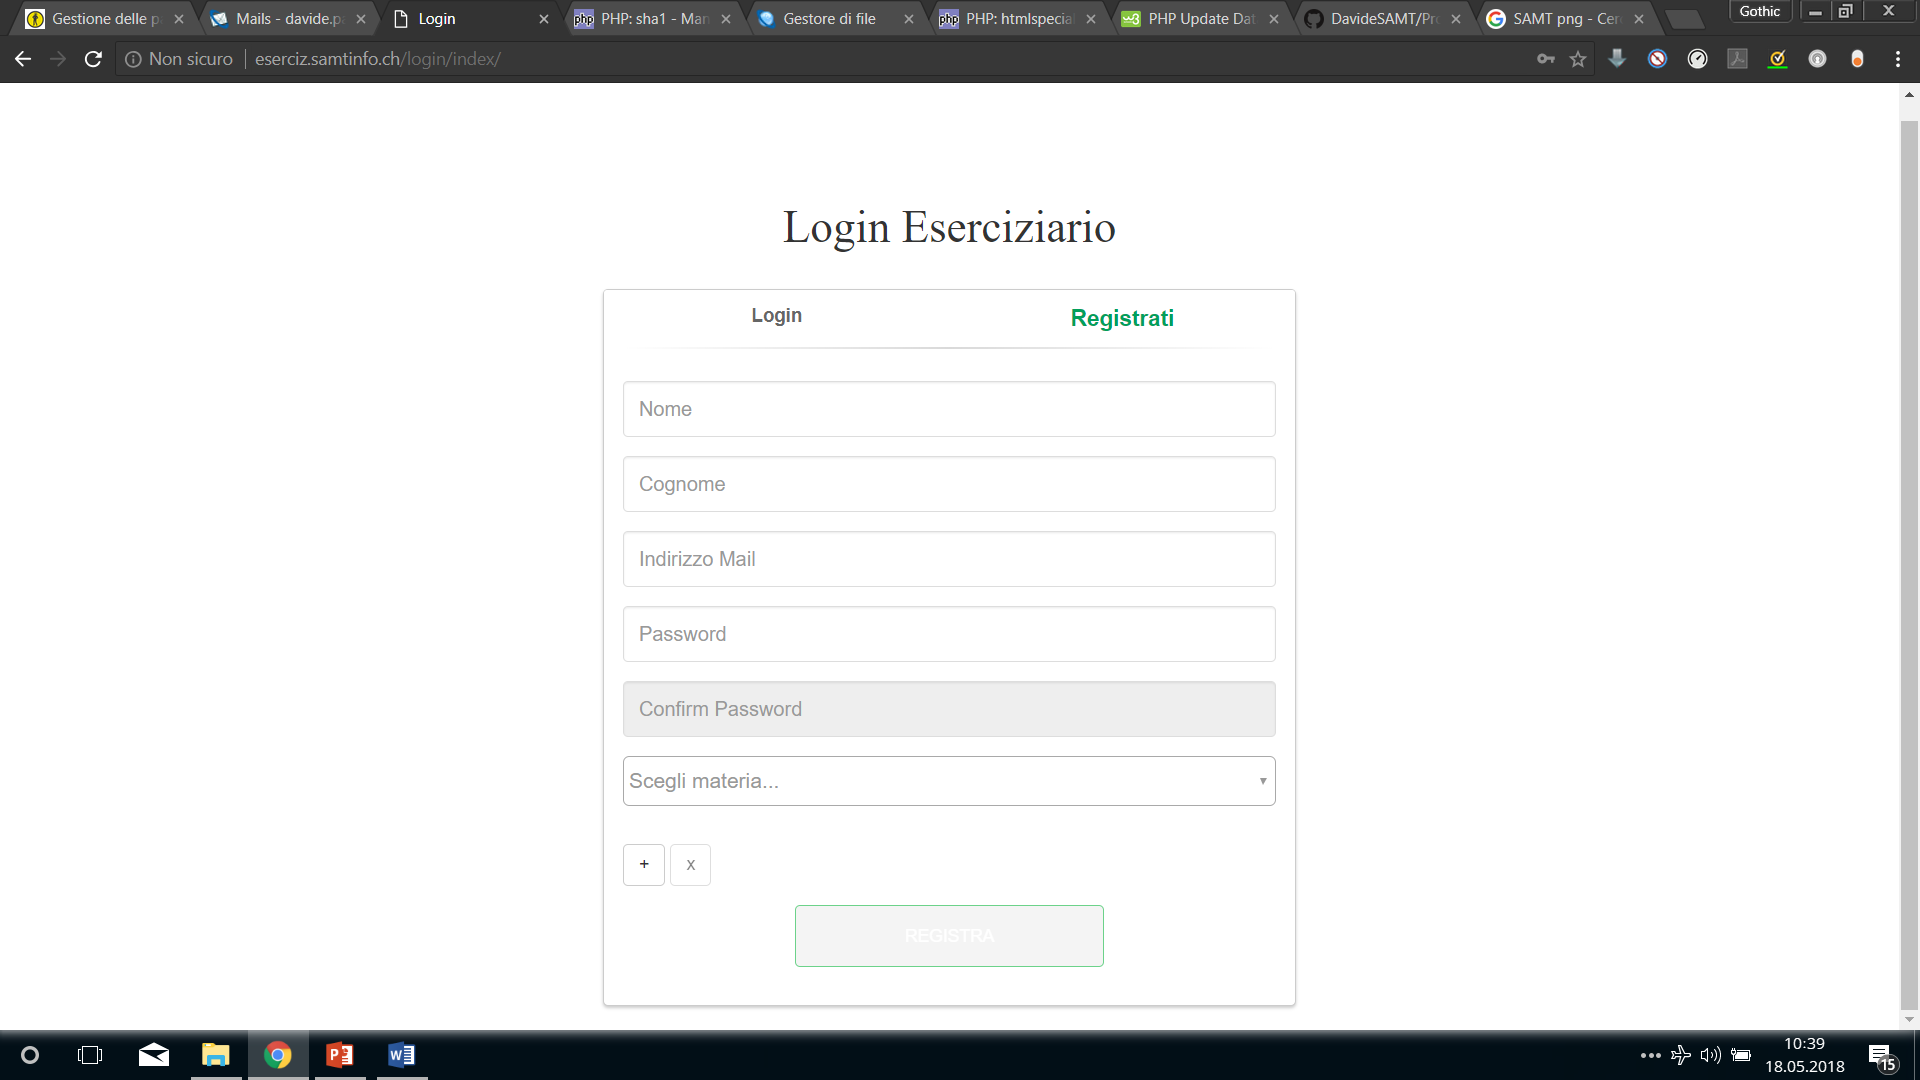 Gestione delle p
Mails - davide.p
Login
PHP: sha1 - Man
Gestore di file
PHP: htmlspecial
PHP Update Dat
DavideSAMT/Pr
SAMT png - Cer
Gothic
Non sicuro
eserciz.samtinfo.ch/login/index/
Login Eserciziario
Login
Registrati
Nome
Cognome
Indirizzo Mail
Password
Confirm Password
Scegli materia...
+
x
REGISTRA
10:39
18.05.2018
15